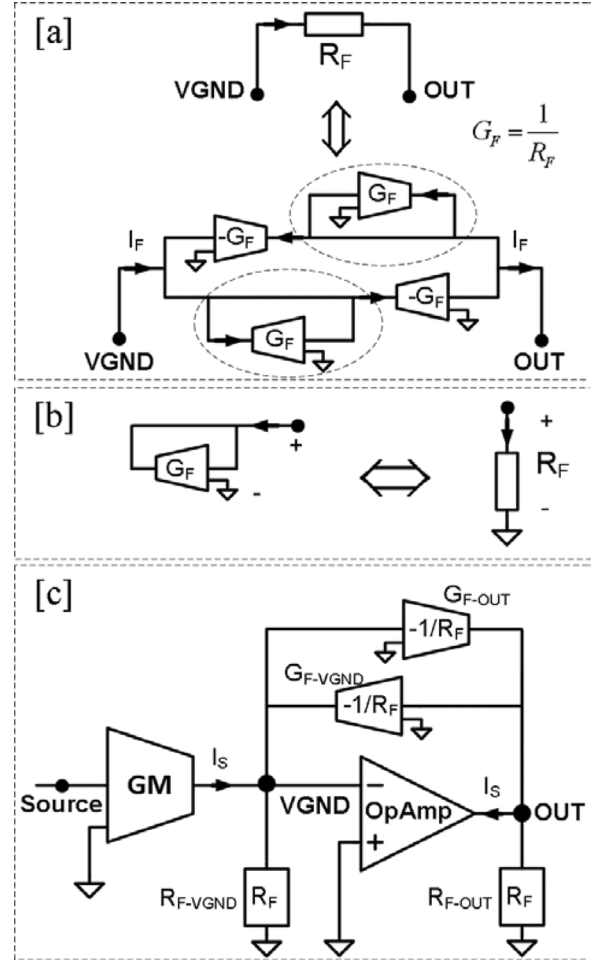 [a]
R_F
VGND OUT
G_F = 1/R_F
G_F
-G_F
I_F I_F
-G_F
G_F
VGND OUT
[b]
+ +
G_F R_F
- -
[c]
G_F-OUT
-1/R_F
G_F-VGND
-1/R_F
GM I_S − I_S
Source VGND OpAmp OUT
+
R_F-VGND R_F R_F-OUT R_F